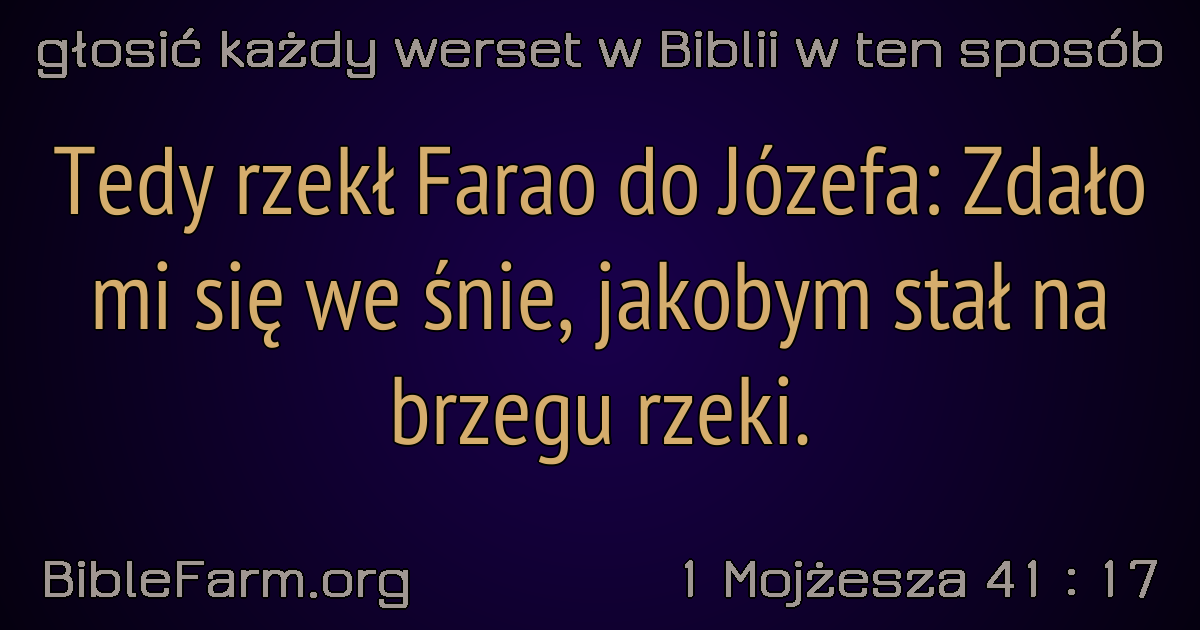 głosić każdy werset w Biblii w ten sposób
Tedy rzekł Farao do Józefa: Zdało
mi się we śnie, jakobym stał na
brzegu rzeki.
BibleFarm.org
1 Mojżesza 41 : 17